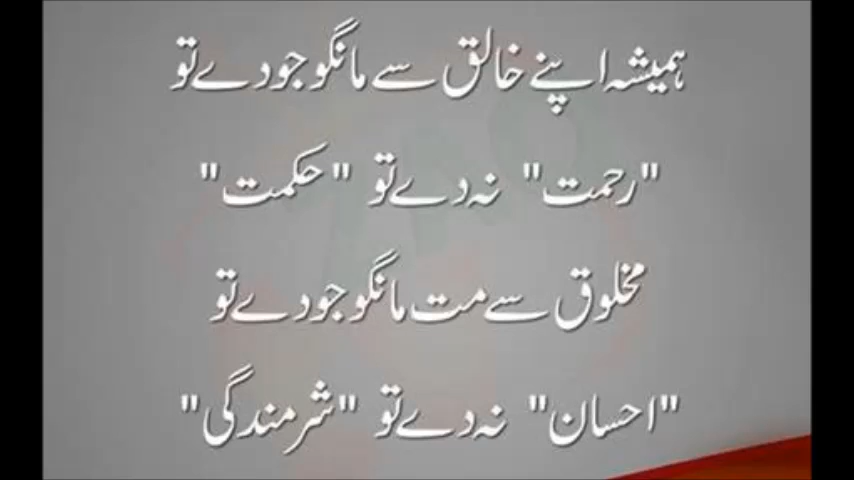 ہمیشہ اپنے خالق سے مانگو جو دے تو
"رحمت" نہ دے تو "حکمت"
مخلوق سے مت مانگو جو دے تو
"احسان" نہ دے تو "شرمندگی"